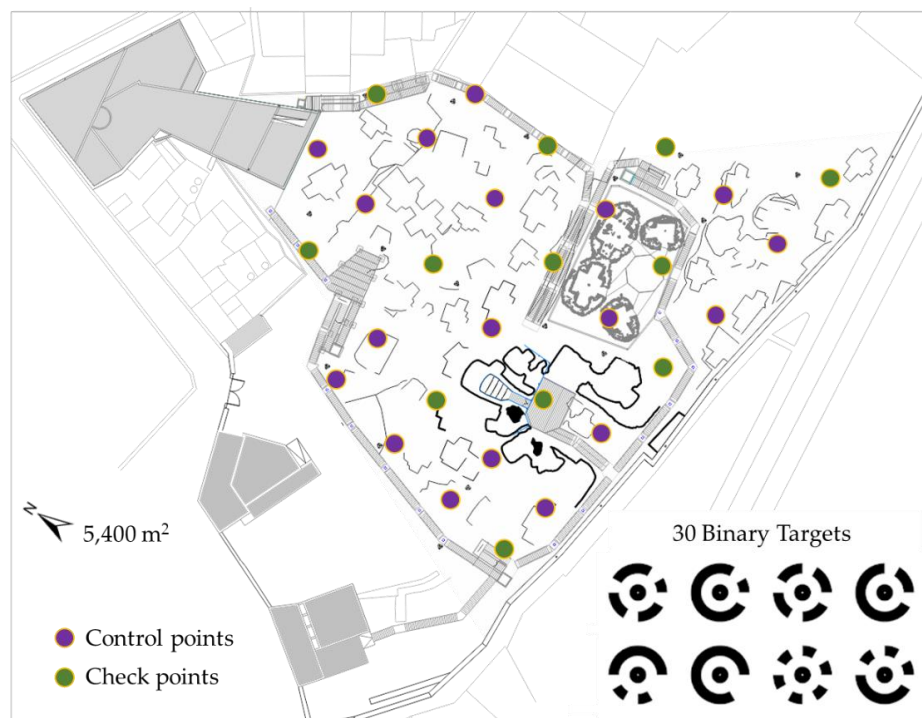 N
5,400 m²
30 Binary Targets
Control points
Check points